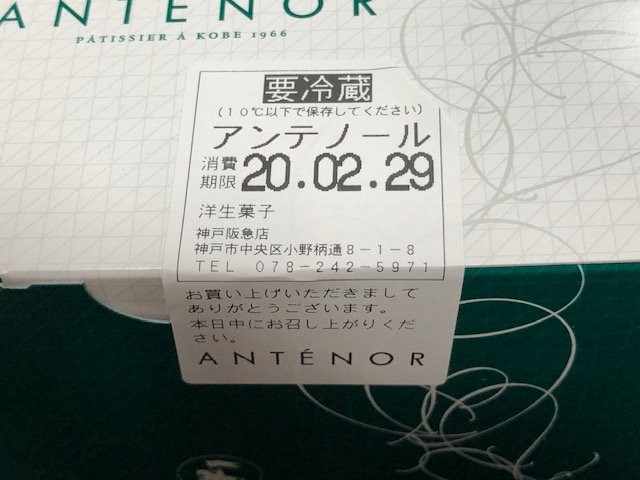 ANTÉNOR
PÂTISSIER À KOBE 1966
要冷蔵
(10℃以下で保存してください)
アンテノール
消費期限 20.02.29
洋生菓子
神戸阪急店
神戸市中央区小野柄通8-1-8
TEL 078-242-5971
お買い上げいただきまして
ありがとうございます。
本日中にお召し上がりくだ
さい。
ANTÉNOR